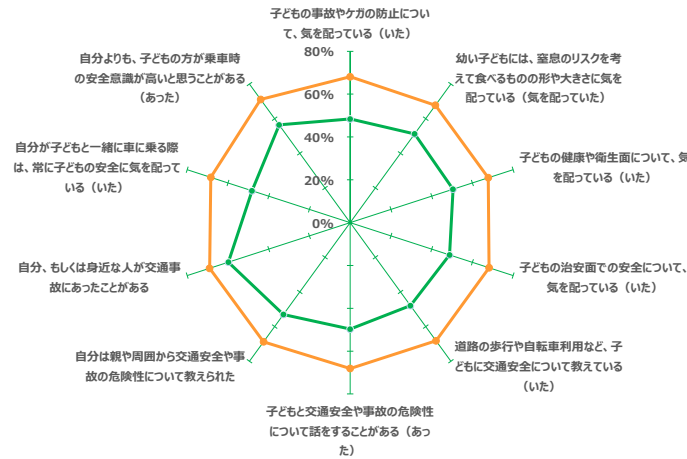 子どもの事故やケガの防止につい
て、気を配っている（いた）
80%
60%
40%
20%
0%
幼い子どもには、窒息のリスクを考
えて食べるものの形や大きさに気を
配っている（気を配っていた）
子どもの健康や衛生面について、気
を配っている（いた）
子どもの治安面での安全について、
気を配っている（いた）
道路の歩行や自転車利用など、子
どもに交通安全について教えている
（いた）
子どもと交通安全や事故の危険性
について話をすることがある（あっ
た）
自分は親や周囲から交通安全や事
故の危険性について教えられた
自分、もしくは身近な人が交通事
故にあったことがある
自分が子どもと一緒に車に乗る際
は、常に子どもの安全に気を配って
いる（いた）
自分よりも、子どもの方が乗車時
の安全意識が高いと思うことがある
（あった）